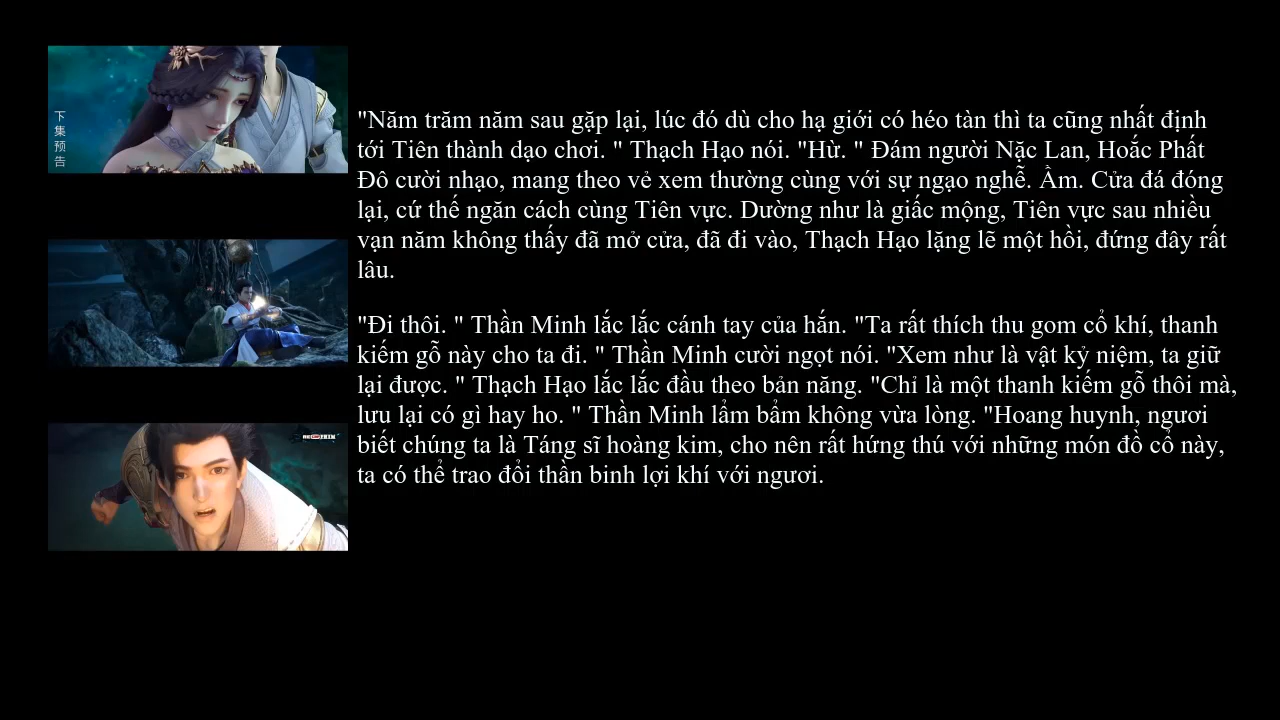 下集预告
"Năm trăm năm sau gặp lại, lúc đó dù cho hạ giới có héo tàn thì ta cũng nhất định
tới Tiên thành dạo chơi. " Thạch Hạo nói. "Hừ. " Đám người Nặc Lan, Hoắc Phất
Đô cười nhạo, mang theo vẻ xem thường cùng với sự ngạo nghễ. Ầm. Cửa đá đóng
lại, cứ thế ngăn cách cùng Tiên vực. Dường như là giấc mộng, Tiên vực sau nhiều
vạn năm không thấy đã mở cửa, đã đi vào, Thạch Hạo lặng lẽ một hồi, đứng đây rất
lâu.
"Đi thôi. " Thần Minh lắc lắc cánh tay của hắn. "Ta rất thích thu gom cổ khí, thanh
kiếm gỗ này cho ta đi. " Thần Minh cười ngọt nói. "Xem như là vật kỷ niệm, ta giữ
lại được. " Thạch Hạo lắc lắc đầu theo bản năng. "Chỉ là một thanh kiếm gỗ thôi mà,
lưu lại có gì hay ho. " Thần Minh lẩm bẩm không vừa lòng. "Hoang huynh, ngươi
biết chúng ta là Táng sĩ hoàng kim, cho nên rất hứng thú với những món đồ cổ này,
ta có thể trao đổi thần binh lợi khí với ngươi.